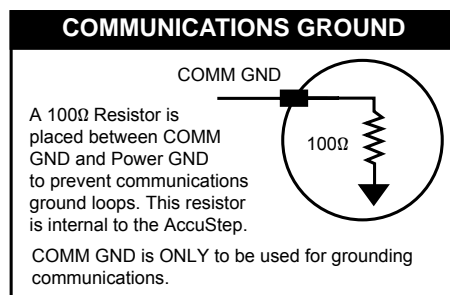 COMMUNICATIONS GROUND
COMM GND
A 100Ω Resistor is
placed between COMM
GND and Power GND
to prevent communications
ground loops. This resistor
is internal to the AccuStep.
100Ω
COMM GND is ONLY to be used for grounding
communications.